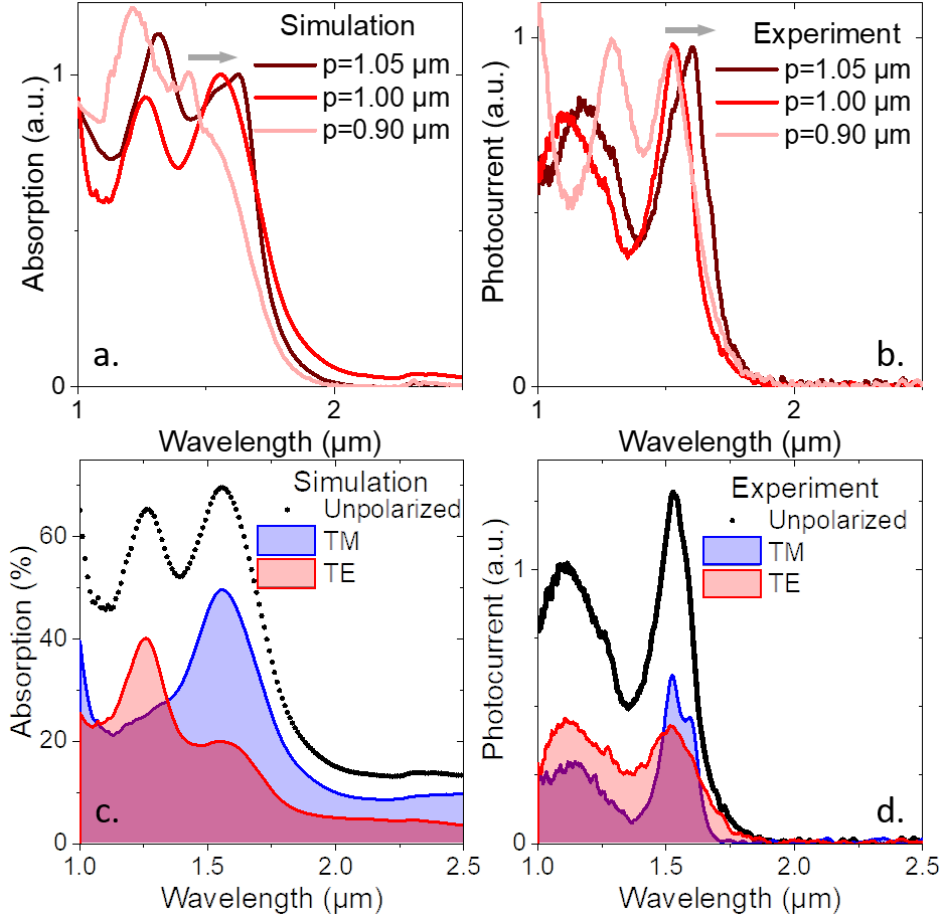 Simulation
p=1.05 µm
p=1.00 µm
p=0.90 µm
Absorption (a.u.)
1
0
a.
1
2
Wavelength (µm)
Experiment
p=1.05 µm
p=1.00 µm
p=0.90 µm
Photocurrent (a.u.)
1
0
b.
1
2
Wavelength (µm)
Simulation
Unpolarized
TM
TE
Absorption (%)
60
40
20
0
c.
1.0
1.5
2.0
2.5
Wavelength (µm)
Experiment
Unpolarized
TM
TE
Photocurrent (a.u.)
1
0
d.
1.0
1.5
2.0
2.5
Wavelength (µm)